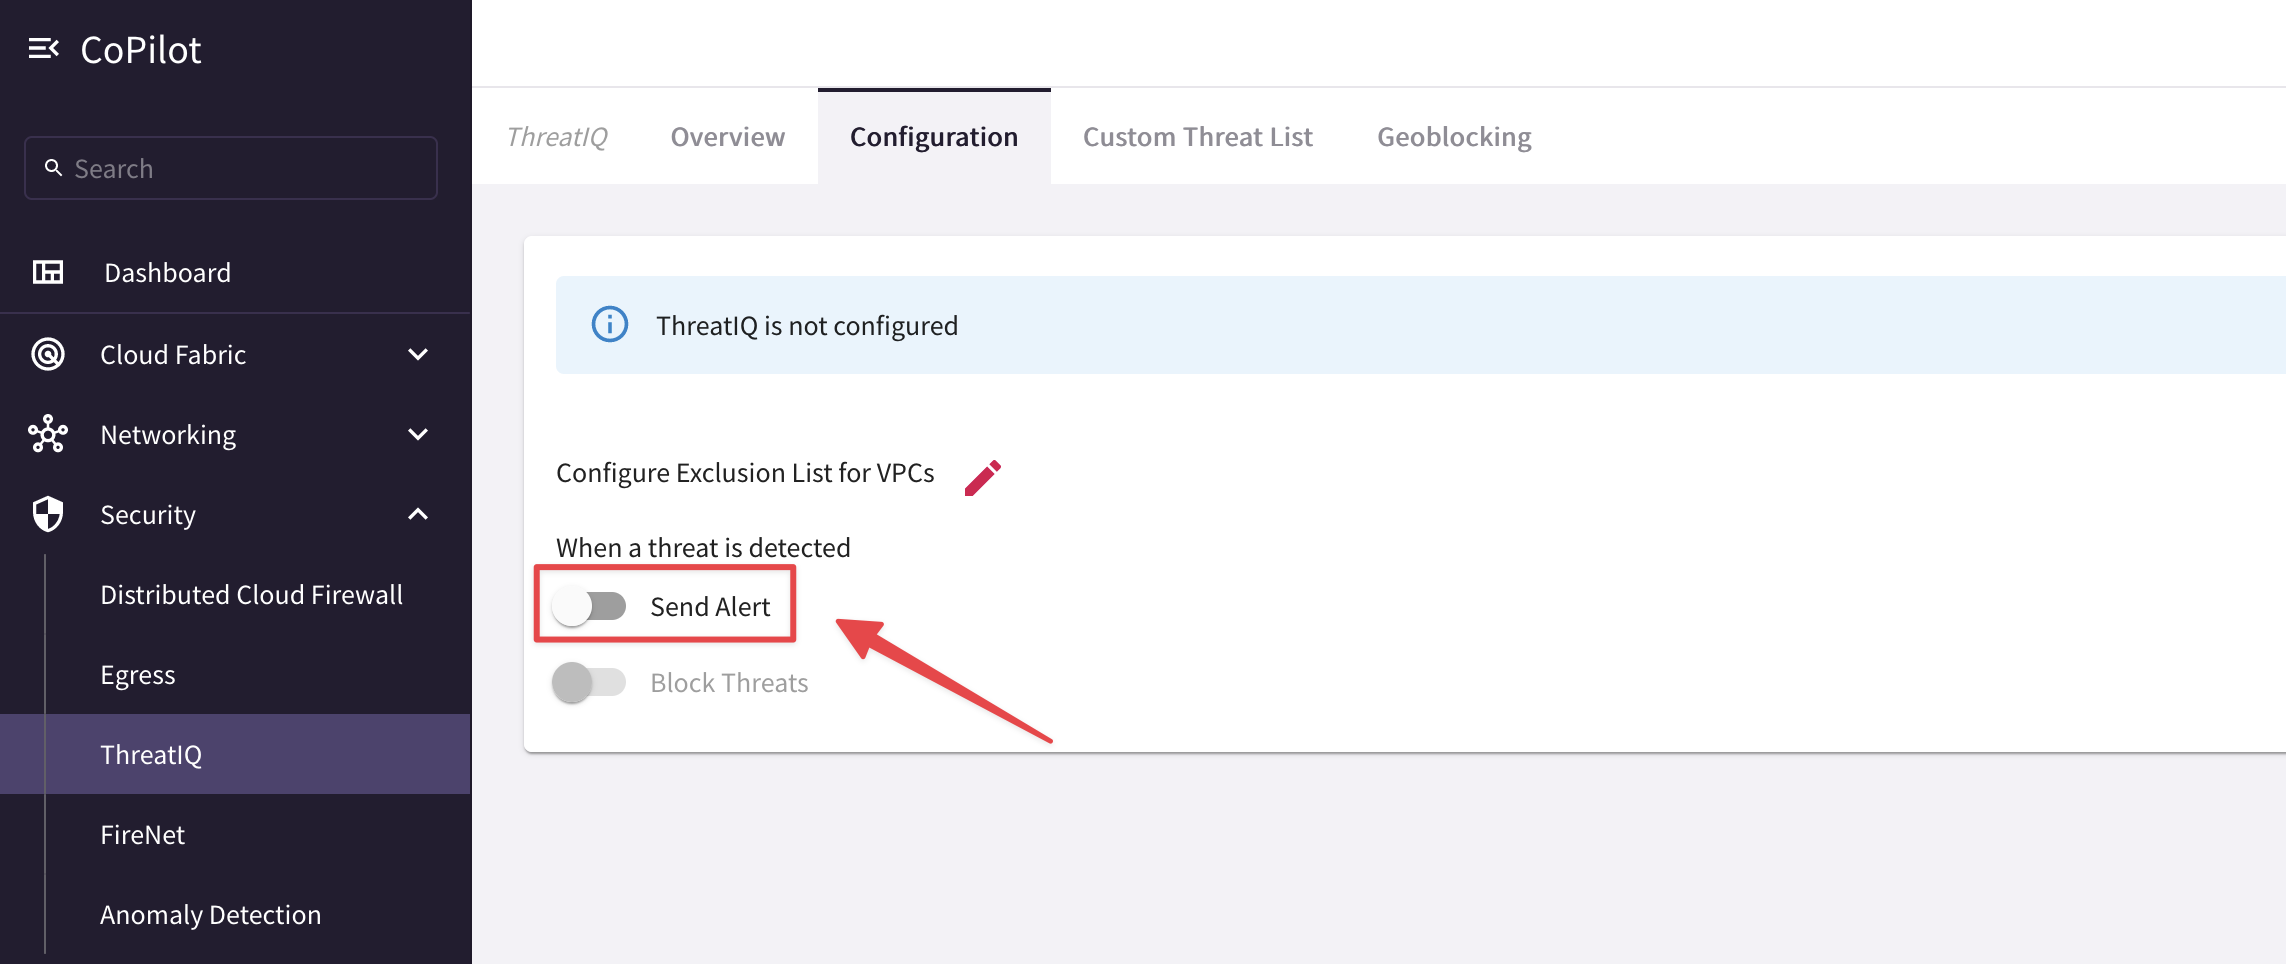 CoPilot
Search
Dashboard
Cloud Fabric
Networking
Security
Distributed Cloud Firewall
Egress
ThreatIQ
FireNet
Anomaly Detection
ThreatIQ Overview Configuration Custom Threat List Geoblocking
ThreatIQ is not configured
Configure Exclusion List for VPCs
When a threat is detected
Send Alert
Block Threats